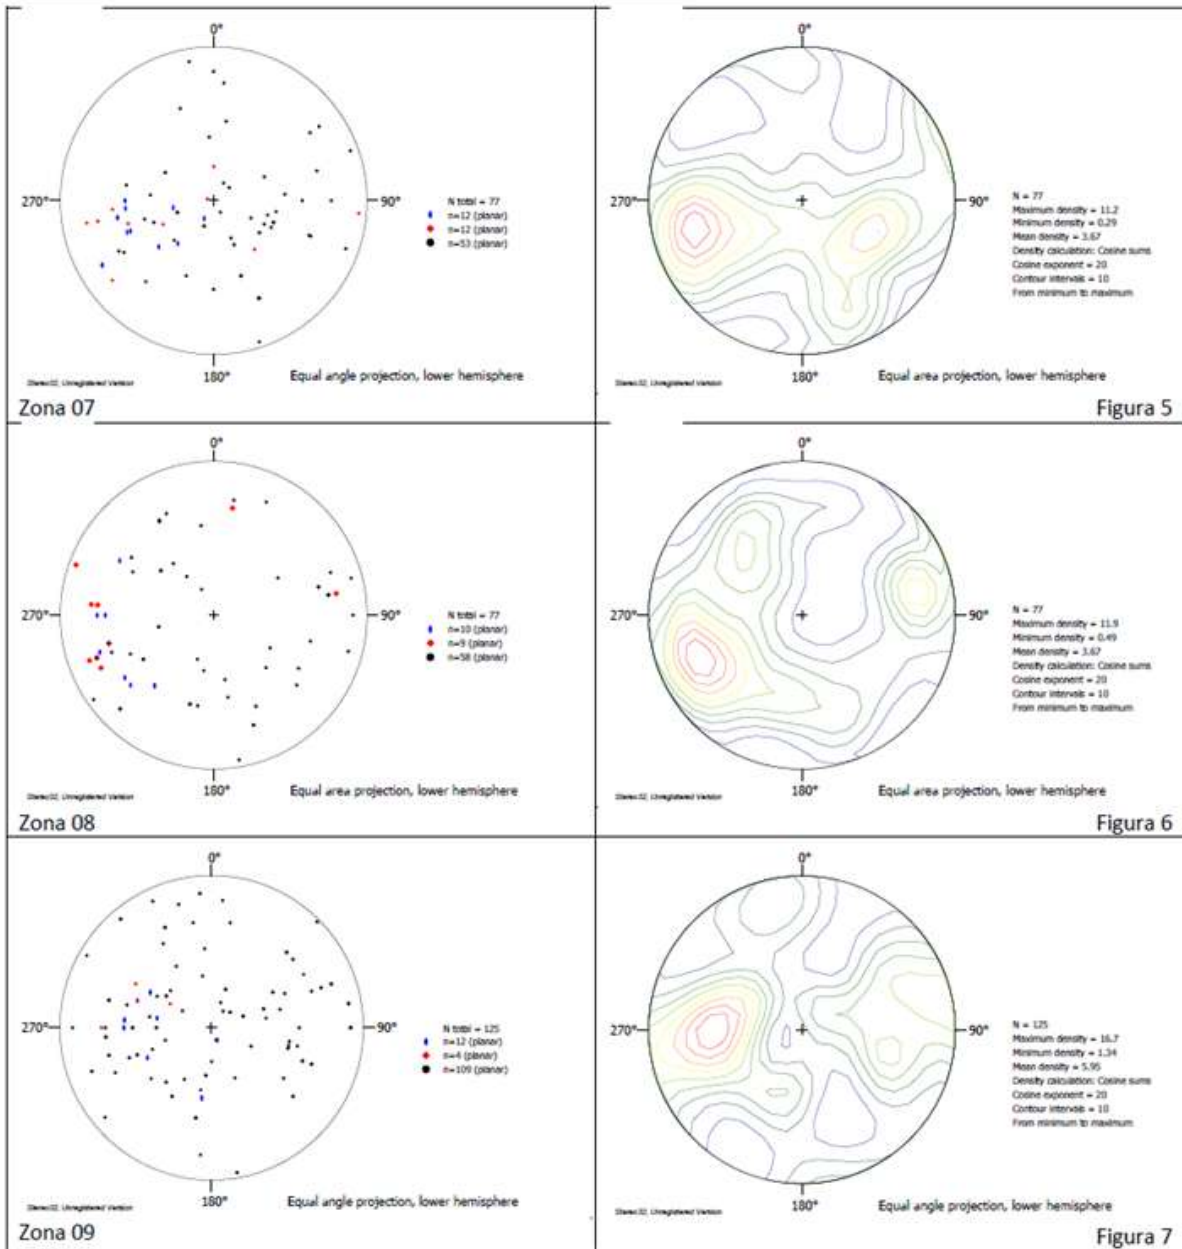 0°
270°
90°
180°
N total = 77
n=12 (planar)
n=12 (planar)
n=53 (planar)
Equal angle projection, lower hemisphere
Stereo32, Unregistered Version
Zona 07
0°
270°
90°
180°
N = 77
Maximum density = 11.2
Minimum density = 0.29
Mean density = 3.67
Density calculation: Cosine sums
Cosine exponent = 20
Contour intervals = 10
From minimum to maximum
Equal area projection, lower hemisphere
Figura 5
0°
270°
90°
180°
N total = 77
n=10 (planar)
n=9 (planar)
n=58 (planar)
Equal area projection, lower hemisphere
Stereo32, Unregistered Version
Zona 08
0°
270°
90°
180°
N = 77
Maximum density = 11.9
Minimum density = 0.49
Mean density = 3.67
Density calculation: Cosine sums
Cosine exponent = 20
Contour intervals = 10
From minimum to maximum
Equal area projection, lower hemisphere
Figura 6
0°
270°
90°
180°
N total = 125
n=12 (planar)
n=4 (planar)
n=109 (planar)
Equal angle projection, lower hemisphere
Stereo32, Unregistered Version
Zona 09
0°
270°
90°
180°
N = 125
Maximum density = 16.7
Minimum density = 1.34
Mean density = 5.95
Density calculation: Cosine sums
Cosine exponent = 20
Contour intervals = 10
From minimum to maximum
Equal angle projection, lower hemisphere
Figura 7